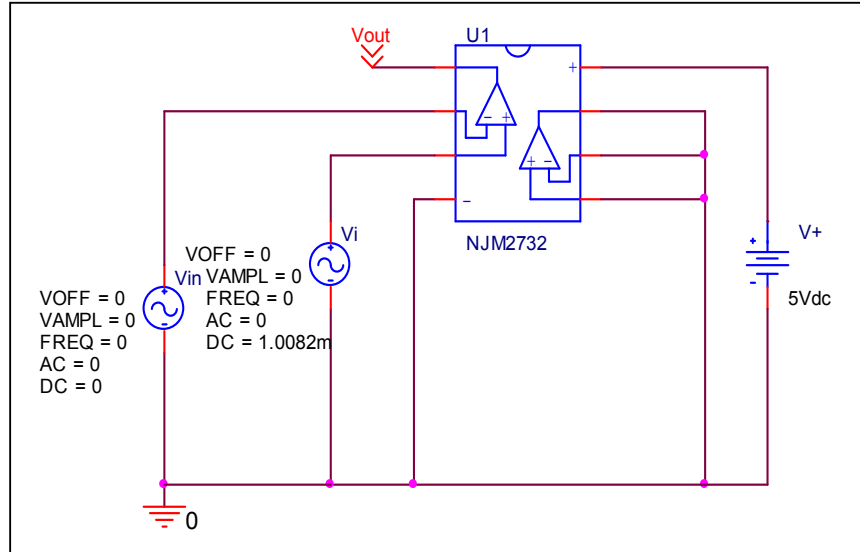 Vout
U1
+
- +
+ -
-
NJM2732
Vi
+
-
VOFF = 0
VAMPL = 0
FREQ = 0
AC = 0
DC = 1.0082m
Vin
+
-
VOFF = 0
VAMPL = 0
FREQ = 0
AC = 0
DC = 0
V+
+
-
5Vdc
0